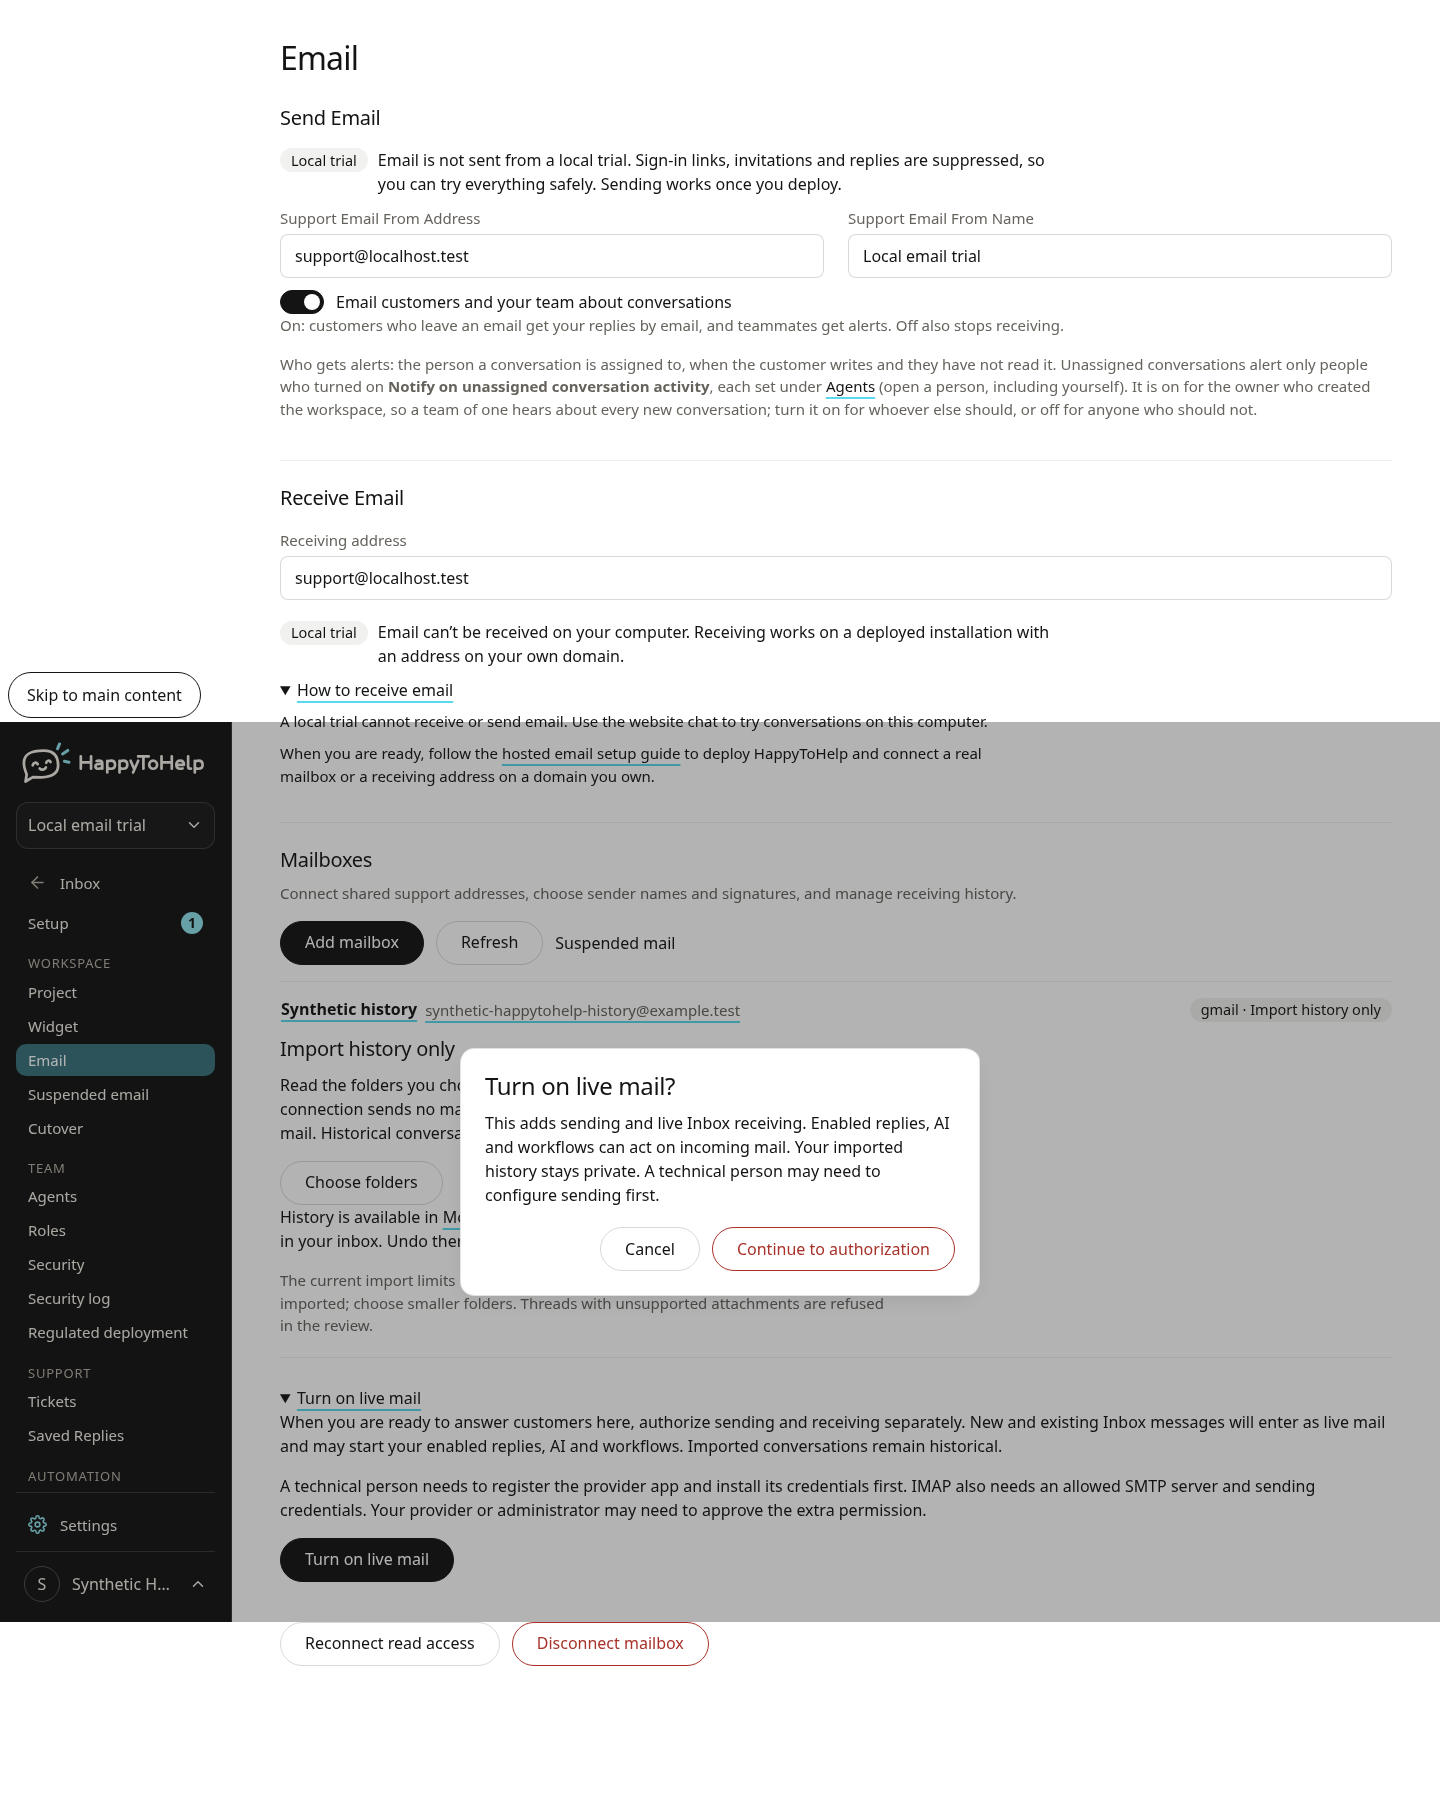 Email
Send Email
Local trial
Email is not sent from a local trial. Sign-in links, invitations and replies are suppressed, so
you can try everything safely. Sending works once you deploy.
Support Email From Address
Support Email From Name
support@localhost.test
Local email trial
Email customers and your team about conversations
On: customers who leave an email get your replies by email, and teammates get alerts. Off also stops receiving.
Who gets alerts: the person a conversation is assigned to, when the customer writes and they have not read it. Unassigned conversations alert only people
who turned on Notify on unassigned conversation activity, each set under Agents (open a person, including yourself). It is on for the owner who created
the workspace, so a team of one hears about every new conversation; turn it on for whoever else should, or off for anyone who should not.
Receive Email
Receiving address
support@localhost.test
Local trial
Email can’t be received on your computer. Receiving works on a deployed installation with
an address on your own domain.
Skip to main content
How to receive email
A local trial cannot receive or send email. Use the website chat to try conversations on this computer.
When you are ready, follow the hosted email setup guide to deploy HappyToHelp and connect a real
mailbox or a receiving address on a domain you own.
HappyToHelp
Local email trial
Inbox
Setup
1
WORKSPACE
Project
Widget
Email
Suspended email
Cutover
TEAM
Agents
Roles
Security
Security log
Regulated deployment
SUPPORT
Tickets
Saved Replies
AUTOMATION
Settings
S
Synthetic H...
Mailboxes
Connect shared support addresses, choose sender names and signatures, and manage receiving history.
Add mailbox
Refresh
Suspended mail
Synthetic history
synthetic-happytohelp-history@example.test
gmail · Import history only
Import history only
Read the folders you
connection sends no
mail. Historical
Choose folders
History is available in
in your inbox. Undo
The current import limits
imported; choose smaller folders. Threads with unsupported attachments are refused
in the review.
Turn on live mail?
This adds sending and live Inbox receiving. Enabled replies, AI
and workflows can act on incoming mail. Your imported
history stays private. A technical person may need to
configure sending first.
Cancel
Continue to authorization
Turn on live mail
When you are ready to answer customers here, authorize sending and receiving separately. New and existing Inbox messages will enter as live mail
and may start your enabled replies, AI and workflows. Imported conversations remain historical.
A technical person needs to register the provider app and install its credentials first. IMAP also needs an allowed SMTP server and sending
credentials. Your provider or administrator may need to approve the extra permission.
Turn on live mail
Reconnect read access
Disconnect mailbox